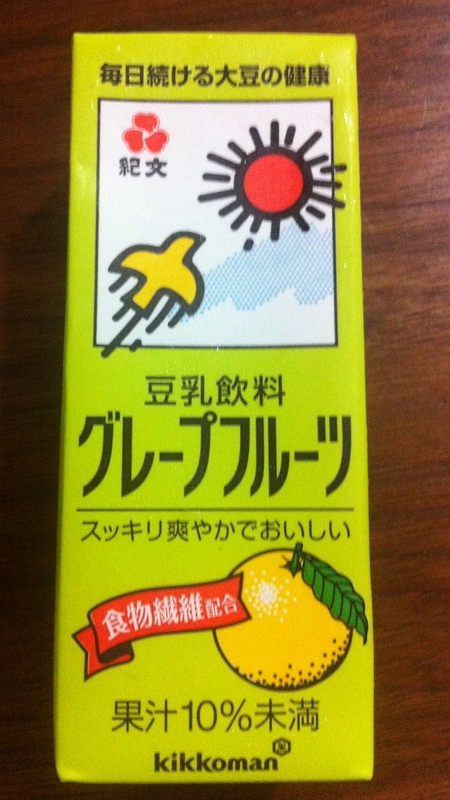 毎日続ける大豆の健康
紀文
豆乳飲料
グレープフルーツ
スッキリ爽やかでおいしい
食物繊維配合
果汁10%未満
kikkoman